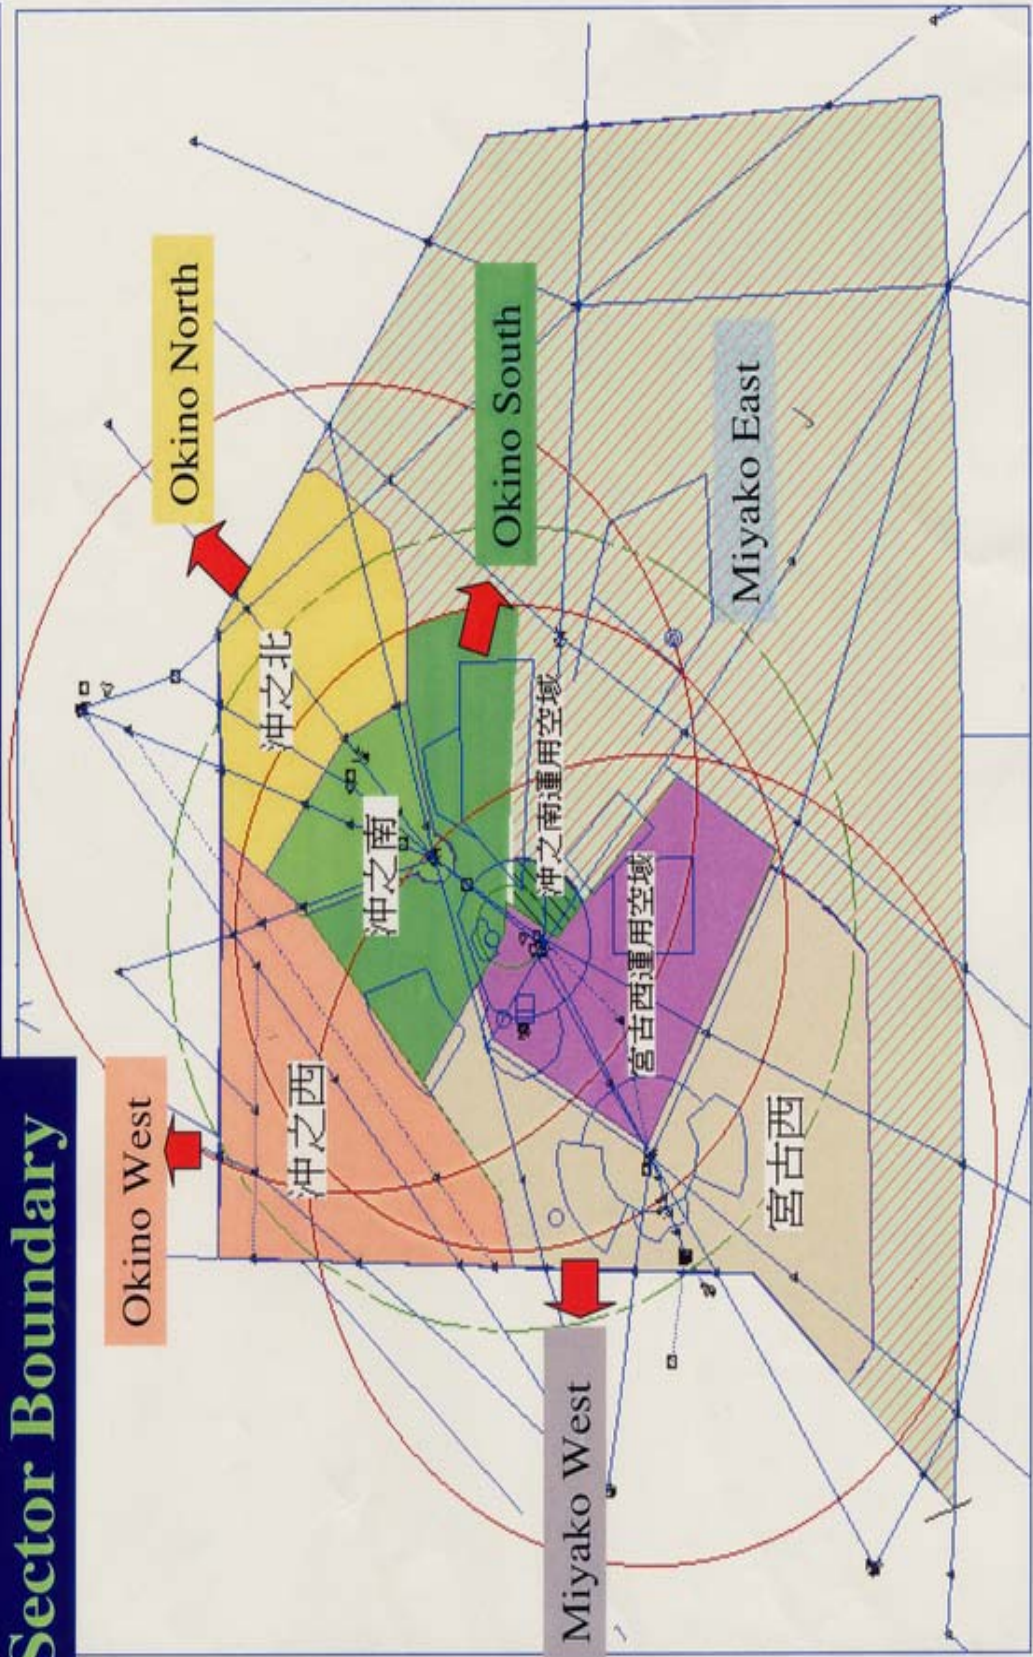 Sector Boundary
Okino West
Okino North
沖之西
沖之北
沖之南
Okino South
沖之南運用空域
宮古西運用空域
Miyako West
宮古西
Miyako East